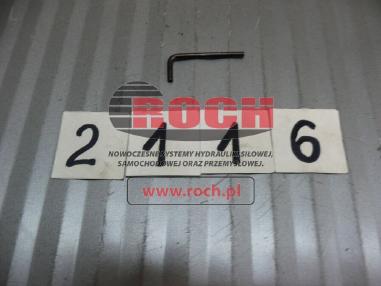 ROCH
2 1 1 6
NOWOCZESNE SYSTEMY HYDRAULIKI SIŁOWEJ,
SAMOCHODOWEJ ORAZ PRZEMYSŁOWEJ.
www.roch.pl